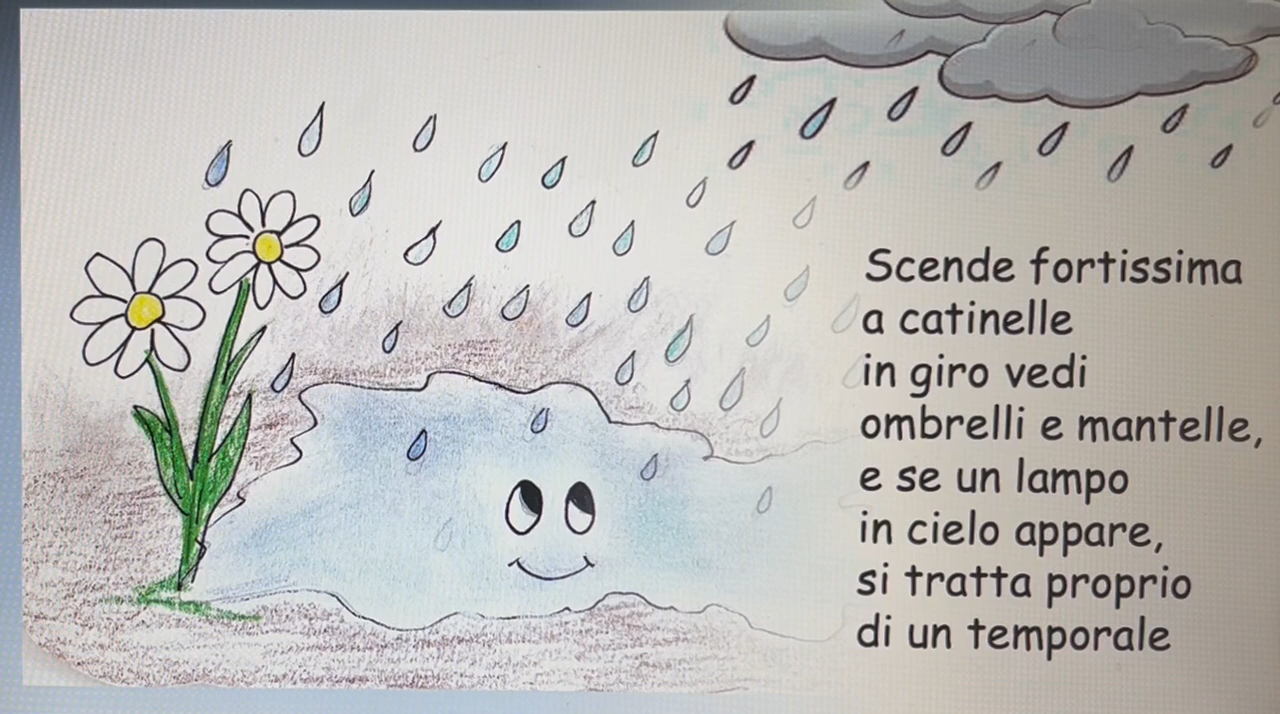 Scende fortissima
a catinelle
in giro vedi
ombrelli e mantelle,
e se un lampo
in cielo appare,
si tratta proprio
di un temporale